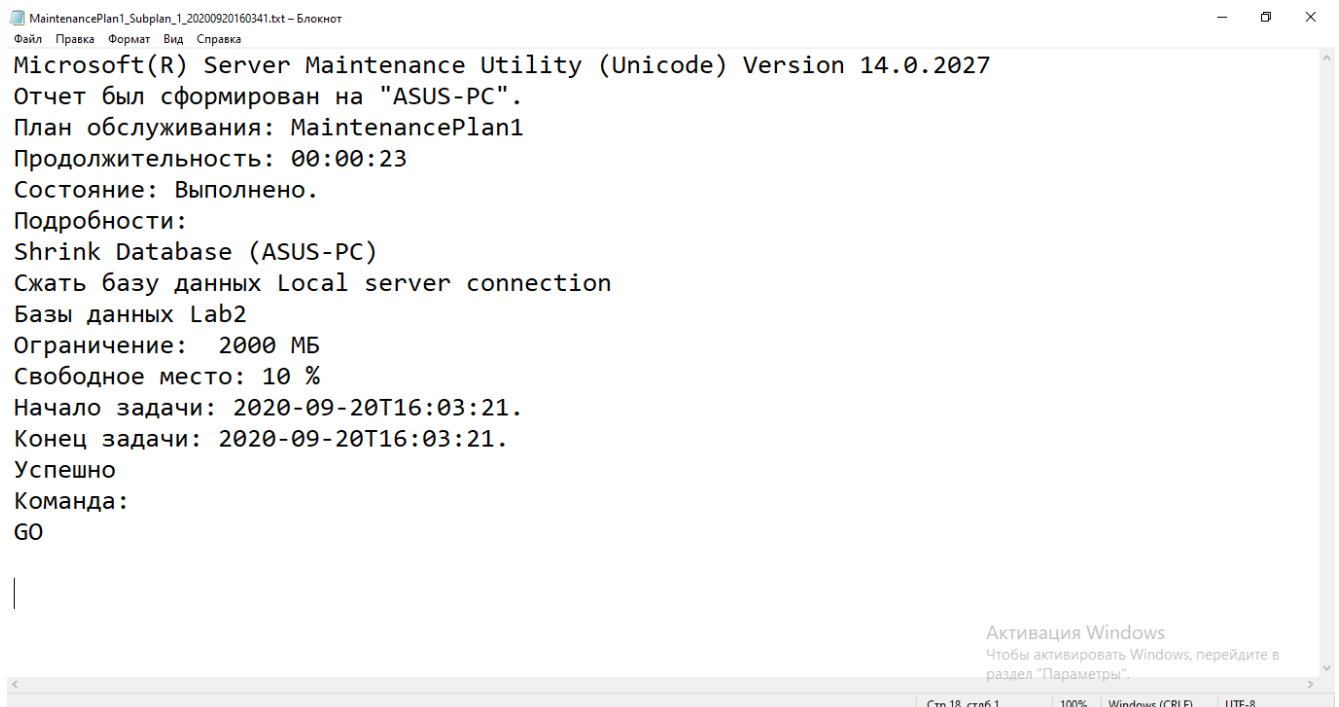 MaintenancePlan1_Subplan_1_20200920160341.txt – Блокнот
Файл Правка Формат Вид Справка
Microsoft(R) Server Maintenance Utility (Unicode) Version 14.0.2027
Отчет был сформирован на "ASUS-PC".
План обслуживания: MaintenancePlan1
Продолжительность: 00:00:23
Состояние: Выполнено.
Подробности:
Shrink Database (ASUS-PC)
Сжать базу данных Local server connection
Базы данных Lab2
Ограничение:  2000 МБ
Свободное место: 10 %
Начало задачи: 2020-09-20T16:03:21.
Конец задачи: 2020-09-20T16:03:21.
Успешно
Команда:
GO
Активация Windows
Чтобы активировать Windows, перейдите в
раздел "Параметры".
Стр 18, стлб 1 100% Windows (CRLF) UTF-8